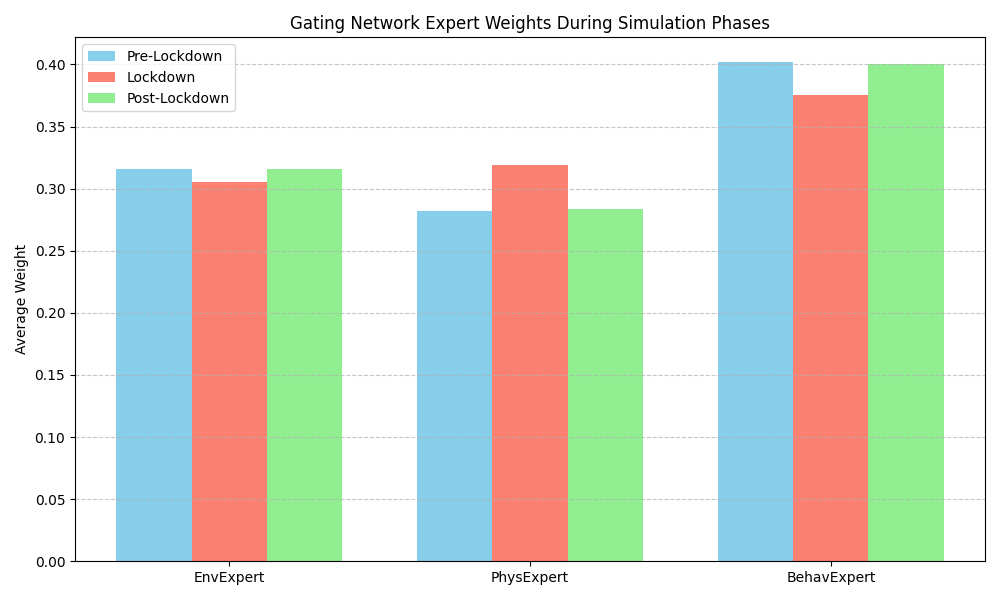 Gating Network Expert Weights During Simulation Phases
Pre-Lockdown
Lockdown
Post-Lockdown
Average Weight
0.40
0.35
0.30
0.25
0.20
0.15
0.10
0.05
0.00
EnvExpert
PhysExpert
BehavExpert